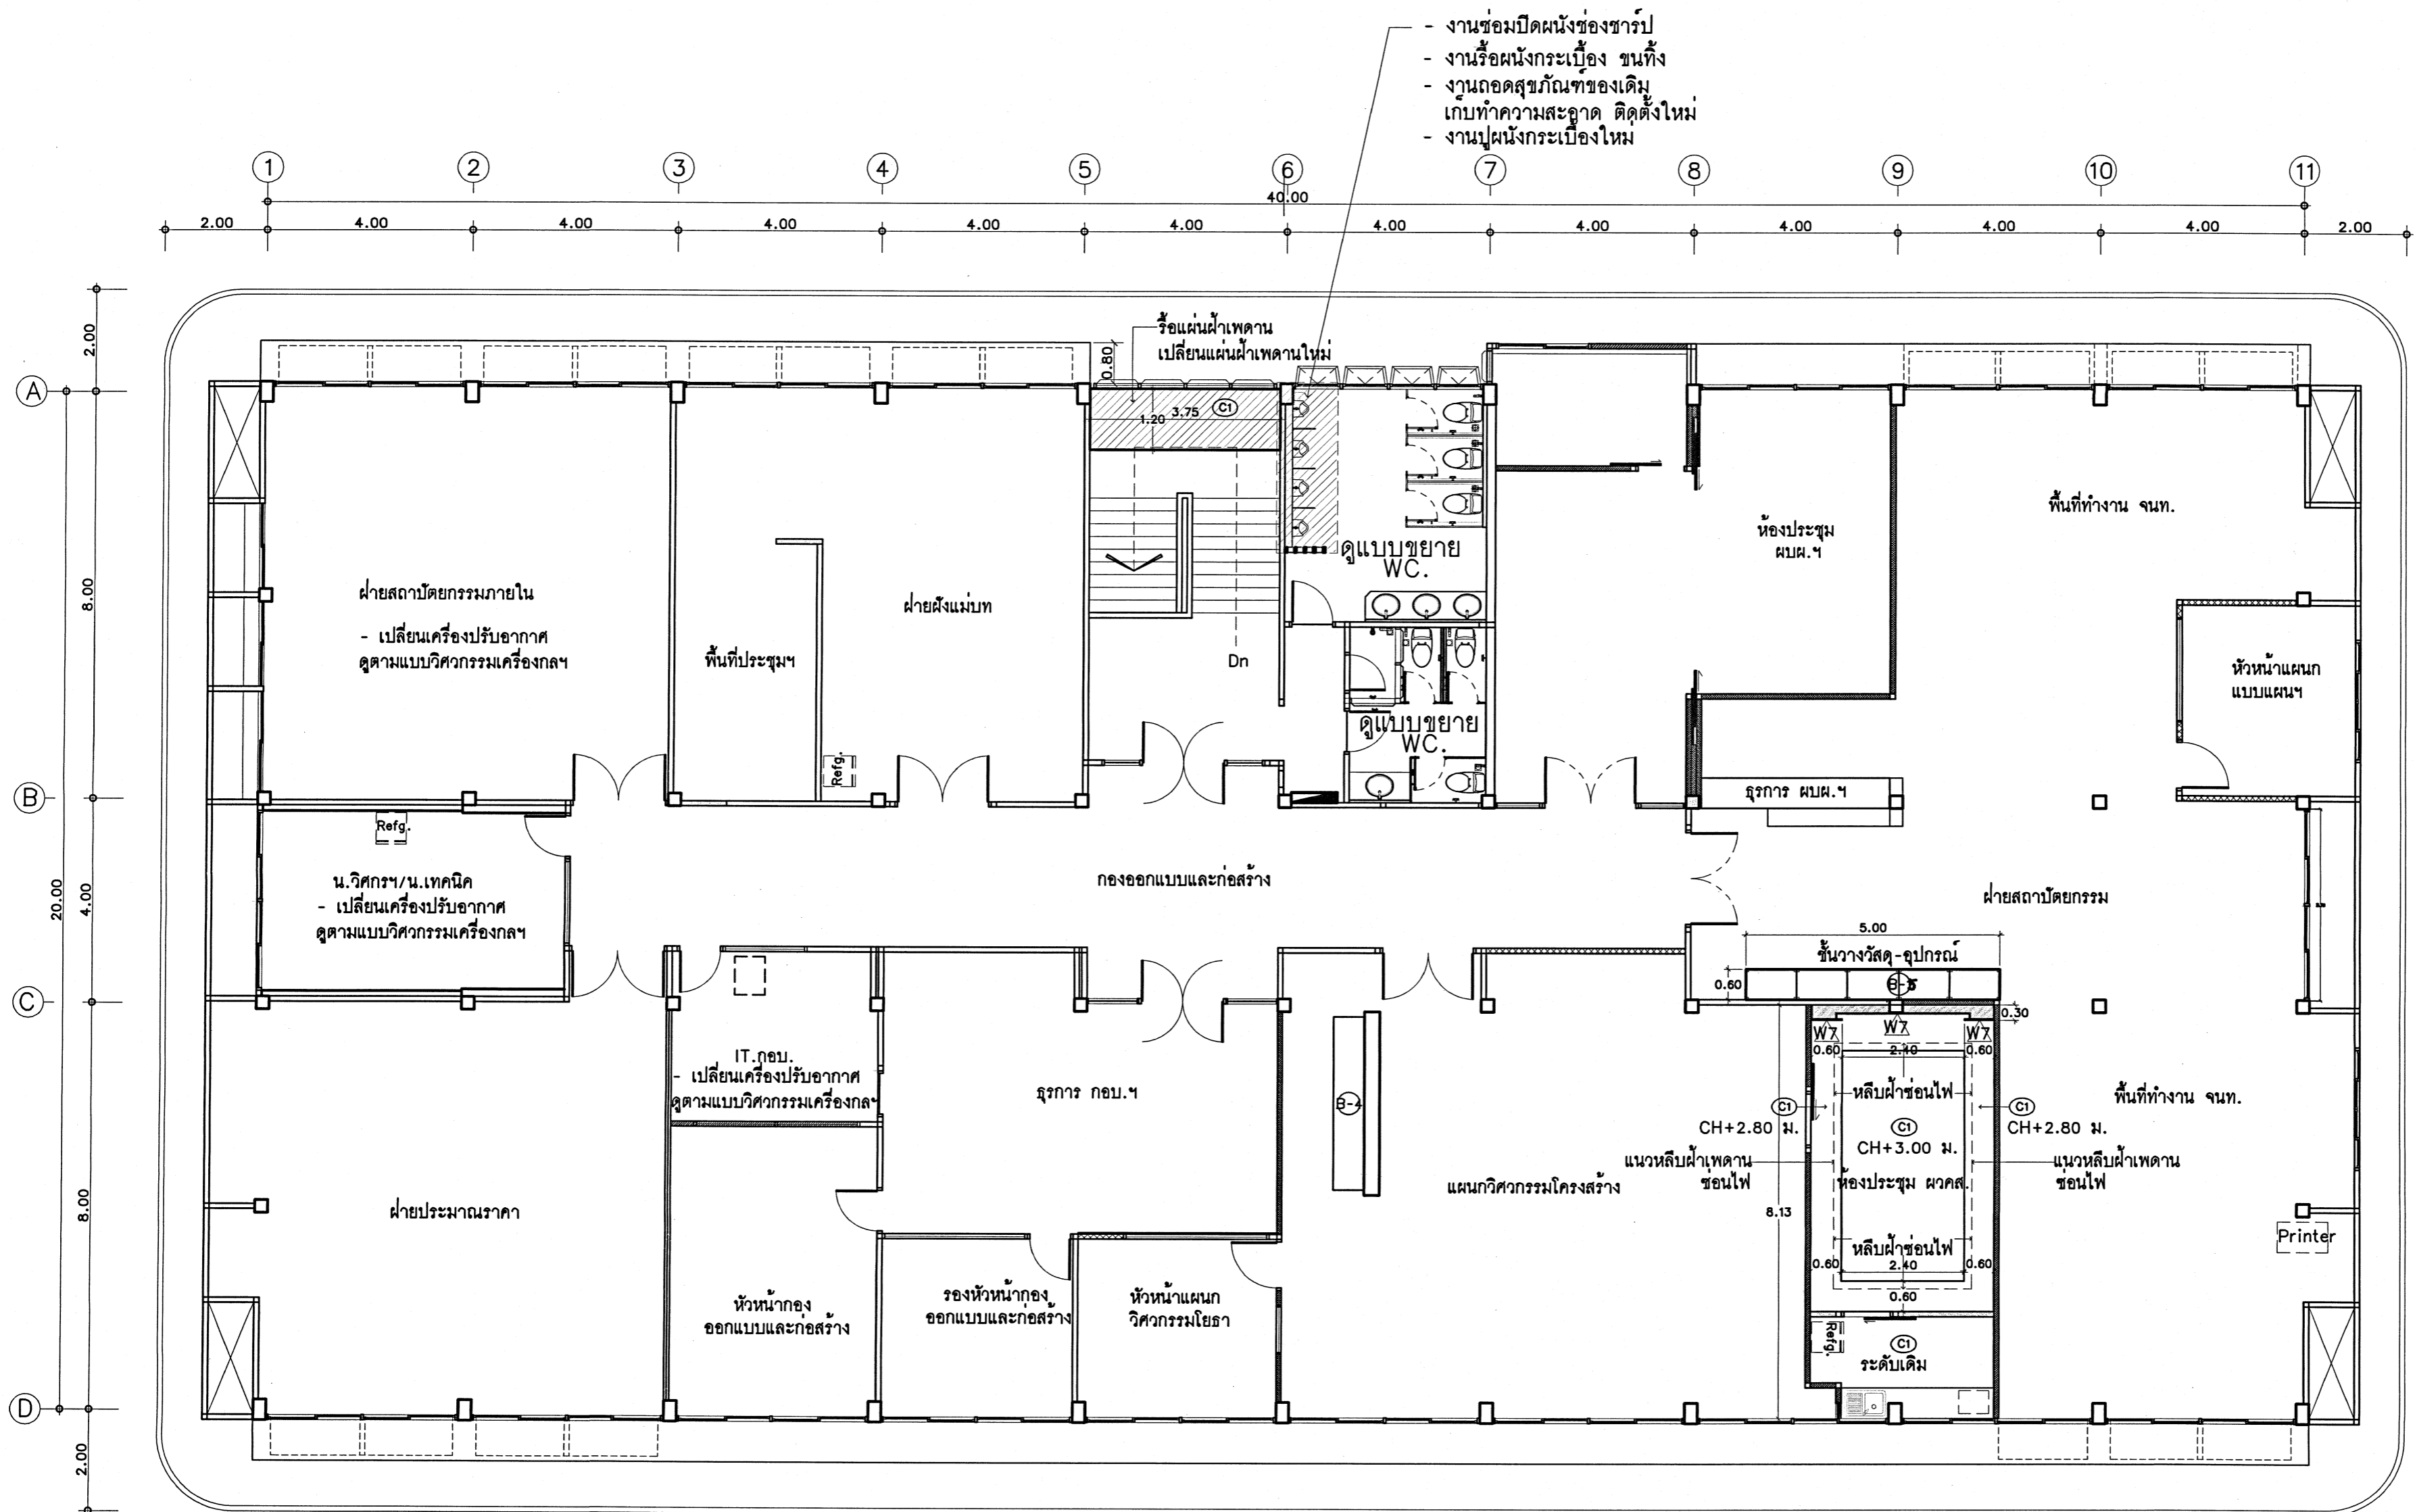 - งานซ่อมปิดผนังช่องชาร์ป
- งานรื้อผนังกระเบื้อง ขนทิ้ง
- งานถอดสุขภัณฑ์ของเดิม
เก็บทำความสะอาด ติดตั้งใหม่
- งานปูผนังกระเบื้องใหม่
1 2 3 4 5 6 7 8 9 10 11
40.00
2.00 4.00 4.00 4.00 4.00 4.00 4.00 4.00 4.00 4.00 4.00 2.00
2.00
รื้อแผ่นฝ้าเพดาน
เปลี่ยนแผ่นฝ้าเพดานใหม่
0.80
A
C1
3.75
1.20
พื้นที่ทำงาน จนท.
ห้องประชุม
ผบผ.ฯ
ดูแบบขยาย
WC.
8.00
ฝ่ายสถาปัตยกรรมภายใน
- เปลี่ยนเครื่องปรับอากาศ
ดูตามแบบวิศวกรรมเครื่องกลฯ
ฝ่ายผังแม่บท
พื้นที่ประชุมฯ
Dn
หัวหน้าแผนก
แบบแผนฯ
ดูแบบขยาย
WC.
Refg.
B
ธุรการ ผบผ.ฯ
Refg.
20.00
4.00
น.วิศกรฯ/น.เทคนิค
- เปลี่ยนเครื่องปรับอากาศ
ดูตามแบบวิศวกรรมเครื่องกลฯ
กองออกแบบและก่อสร้าง
ฝ่ายสถาปัตยกรรม
5.00
ชั้นวางวัสดุ-อุปกรณ์
0.60
C
0.30
W7 W7 W7
0.60 2.40 0.60
IT.กอบ.
- เปลี่ยนเครื่องปรับอากาศ
ดูตามแบบวิศวกรรมเครื่องกลฯ
ธุรการ กอบ.ฯ
B-4
หลืบฝ้าซ่อนไฟ
พื้นที่ทำงาน จนท.
C1 C1
CH+2.80 ม.
C1
CH+3.00 ม.
CH+2.80 ม.
แนวหลืบฝ้าเพดาน
ซ่อนไฟ
แนวหลืบฝ้าเพดาน
ซ่อนไฟ
ห้องประชุม ผวคส.
แผนกวิศวกรรมโครงสร้าง
8.00
ฝ่ายประมาณราคา
8.13
Printer
หลืบฝ้าซ่อนไฟ
0.60 2.40 0.60
0.60
หัวหน้ากอง
ออกแบบและก่อสร้าง
รองหัวหน้ากอง
ออกแบบและก่อสร้าง
หัวหน้าแผนก
วิศวกรรมโยธา
Refg.
C1
ระดับเดิม
D
2.00